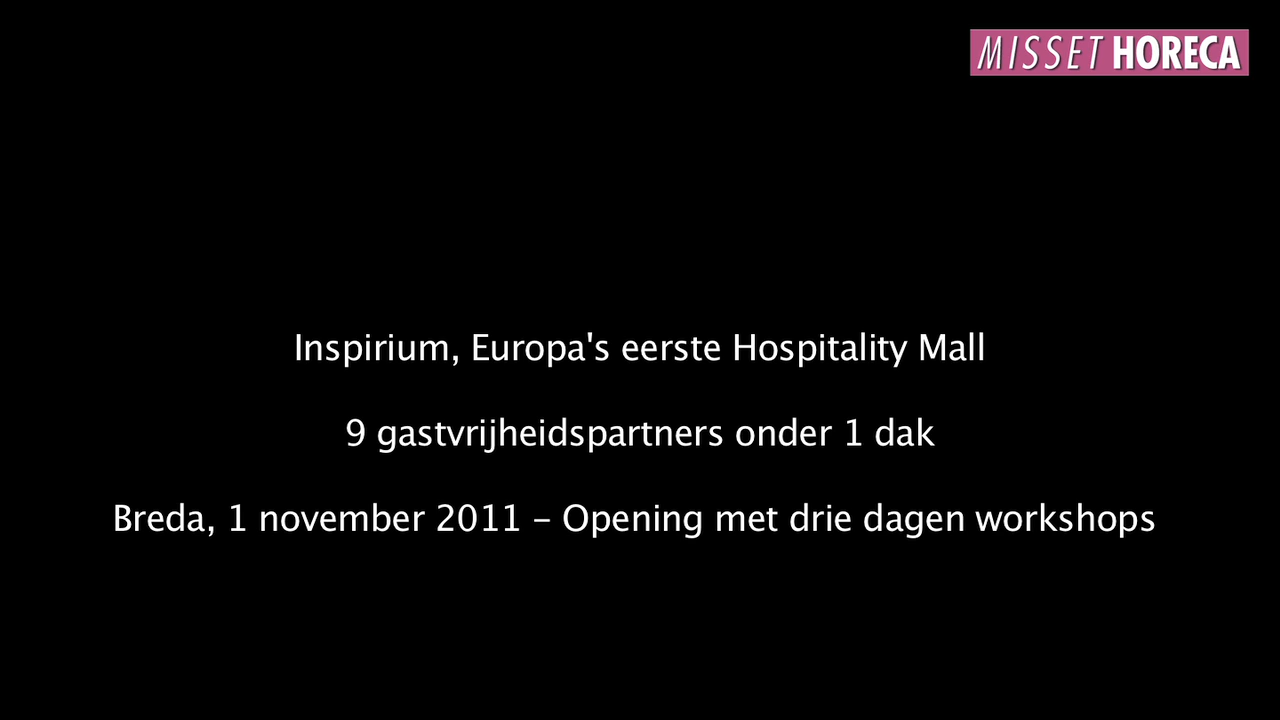 MISSET HORECA
Inspirium, Europa's eerste Hospitality Mall
9 gastvrijheidspartners onder 1 dak
Breda, 1 november 2011 – Opening met drie dagen workshops